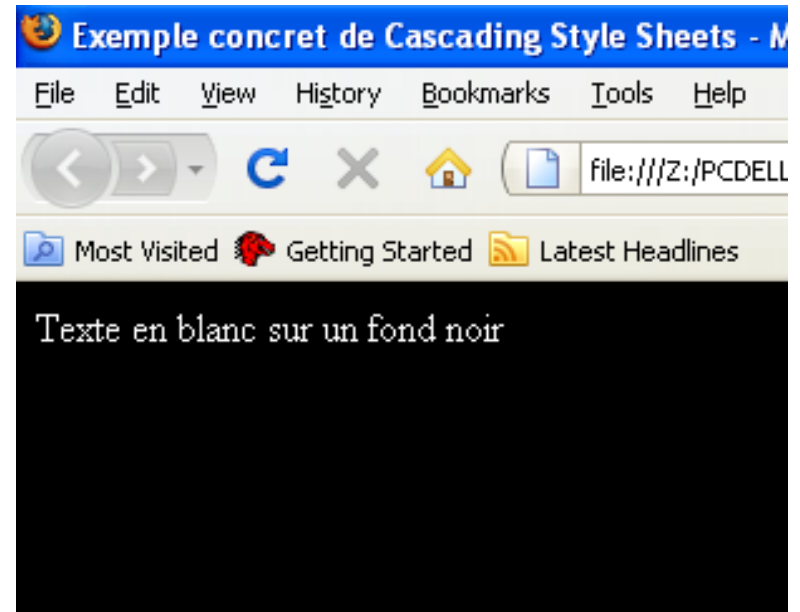 Exemple concret de Cascading Style Sheets - M
File Edit View History Bookmarks Tools Help
file:///Z:/PCDELL
Most Visited Getting Started Latest Headlines
Texte en blanc sur un fond noir